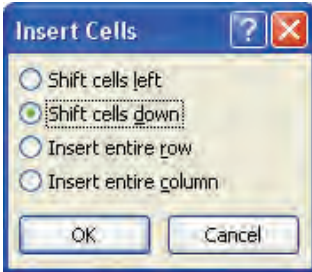 Insert Cells
?
Shift cells left
Shift cells down
Insert entire row
Insert entire column
OK
Cancel